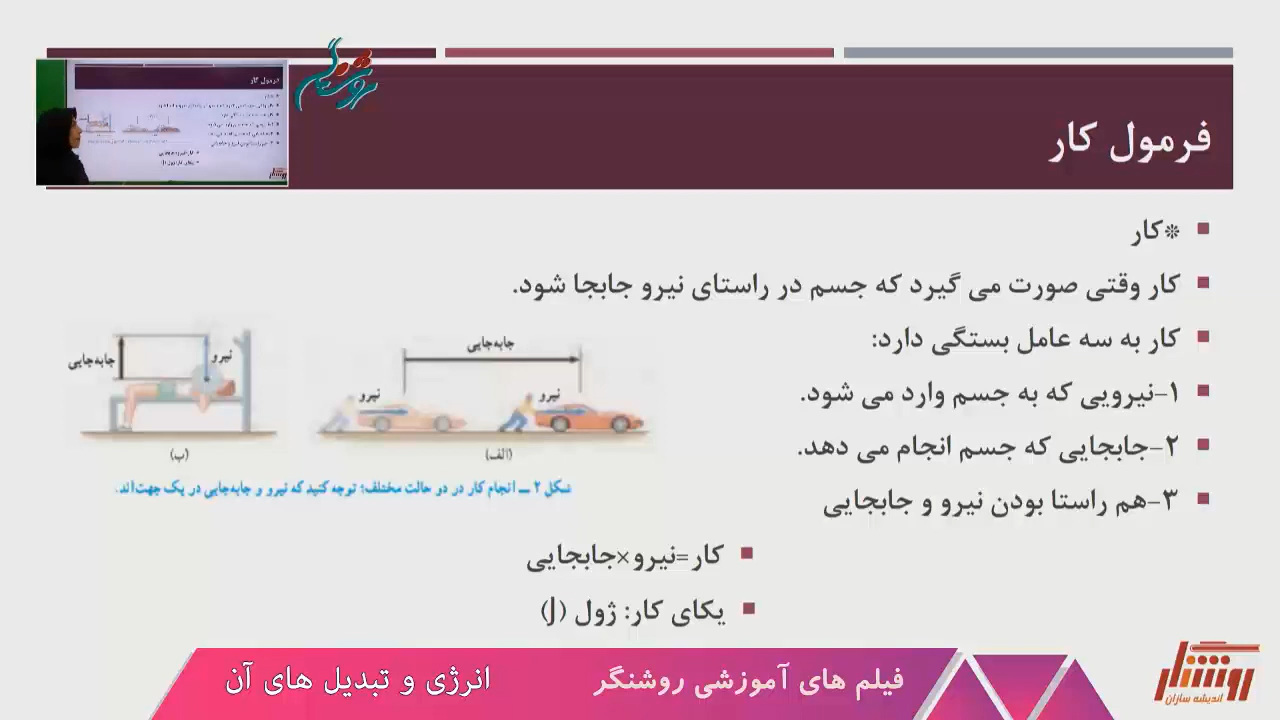 روشنگر
فرمول کار
*کار
کار وقتی صورت می گیرد که جسم در راستای نیرو جابجا شود.
کار به سه عامل بستگی دارد:
۱-نیرویی که به جسم وارد می شود.
۲-جابجایی که جسم انجام می دهد.
۳-هم راستا بودن نیرو و جابجایی
جابه‌جایی
نیرو
نیرو
(الف)
جابه‌جایی
نیرو
(ب)
شکل ۲ ــ انجام کار در دو حالت مختلف؛ توجه کنید که نیرو و جابه‌جایی در یک جهت‌اند.
کار=نیرو×جابجایی
یکای کار: ژول (J)
فیلم های آموزشی روشنگر
انرژی و تبدیل های آن
روشنگر
اندیشه سازان